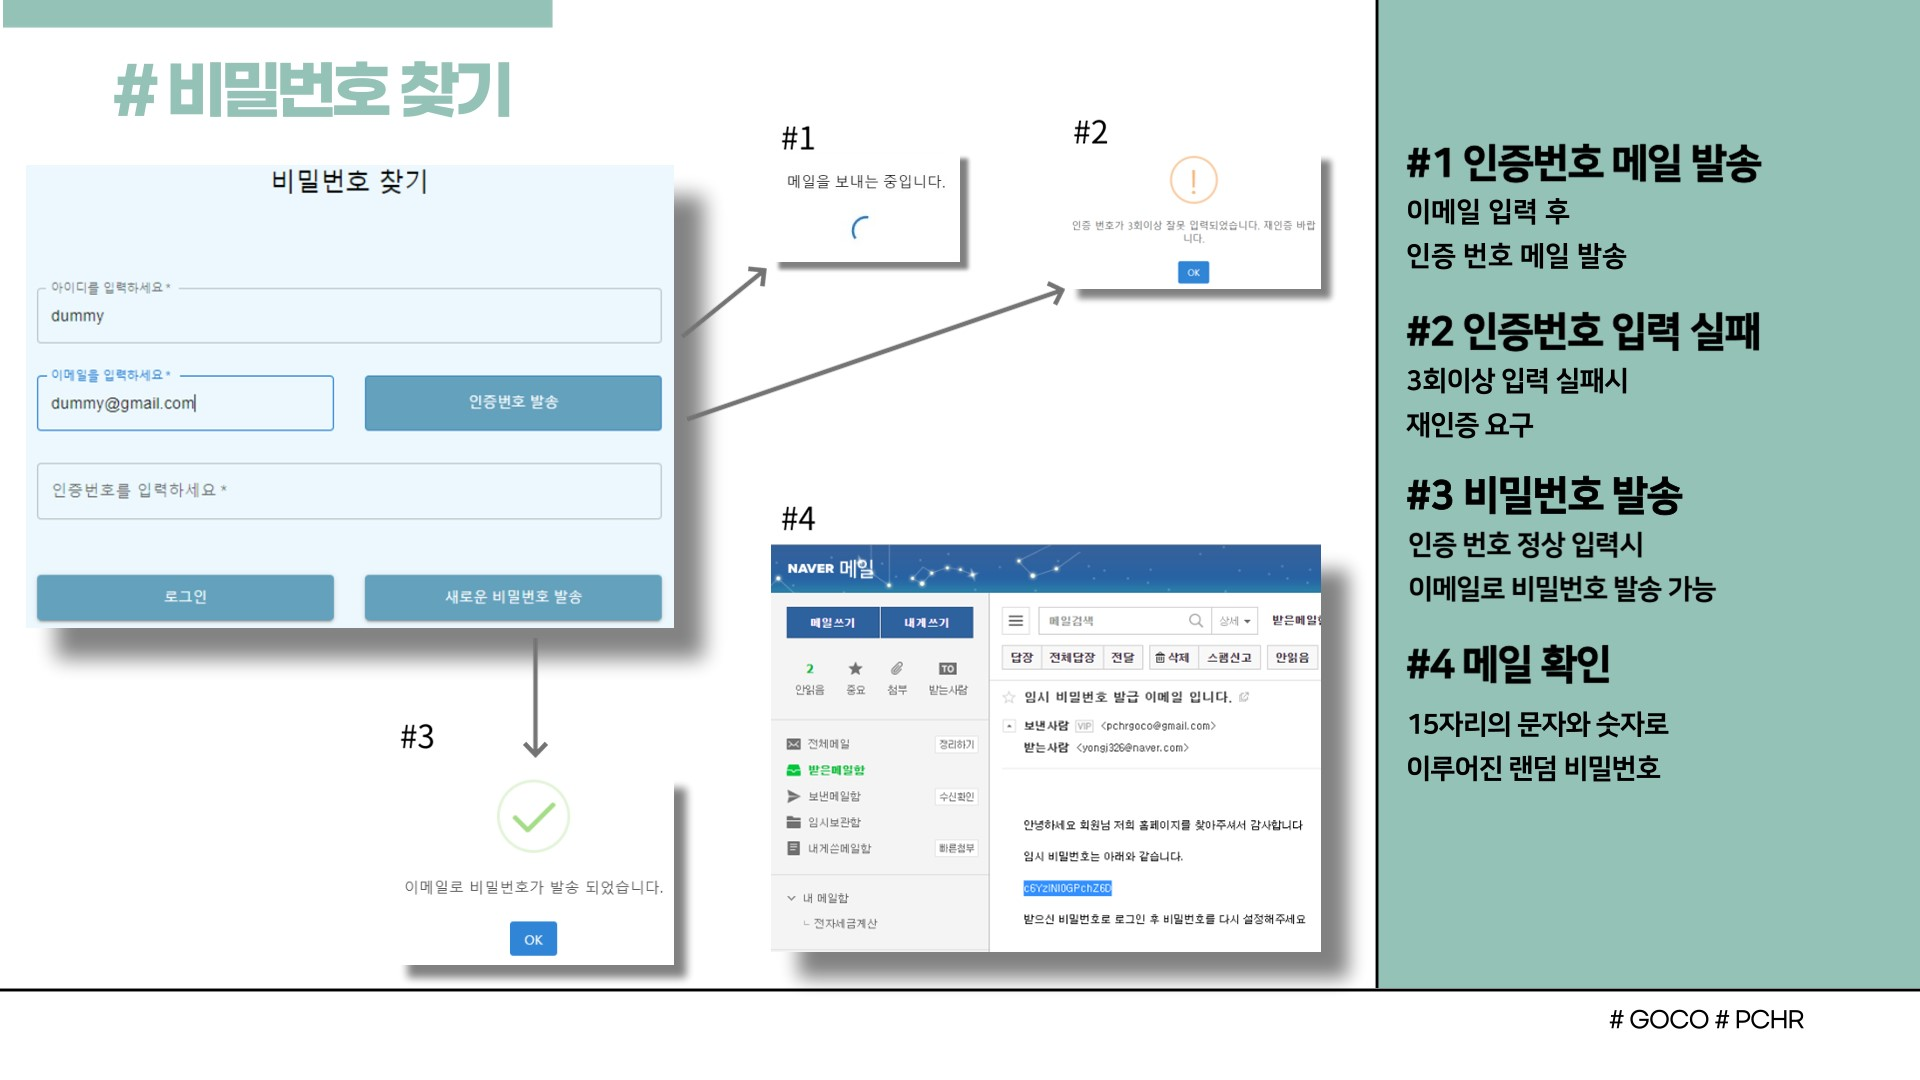 # 비밀번호 찾기
비밀번호 찾기
아이디를 입력하세요 *
dummy
이메일을 입력하세요 *
dummy@gmail.com
인증번호 발송
인증번호를 입력하세요 *
로그인
새로운 비밀번호 발송
#1
메일을 보내는 중입니다.
#2
인증 번호가 3회이상 잘못 입력되었습니다. 재인증 바랍
니다.
OK
#3
이메일로 비밀번호가 발송 되었습니다.
OK
#4
NAVER 메일
메일쓰기
내게쓰기
2
TO
안읽음
중요
첨부
받는사람
전체메일
정리하기
받은메일함
보낸메일함
수신확인
임시보관함
내게쓴메일함
빠른첨부
내 메일함
전자세금계산
메일검색
상세
받은메일함
답장
전체답장
전달
삭제
스팸신고
안읽음
임시 비밀번호 발급 이메일 입니다.
보낸사람 VIP <pchrgoco@gmail.com>
받는사람 <yongj326@naver.com>
안녕하세요 회원님 저희 홈페이지를 찾아주셔서 감사합니다
임시 비밀번호는 아래와 같습니다.
받으신 비밀번호로 로그인 후 비밀번호를 다시 설정해주세요
#1 인증번호 메일 발송
이메일 입력 후
인증 번호 메일 발송
#2 인증번호 입력 실패
3회이상 입력 실패시
재인증 요구
#3 비밀번호 발송
인증 번호 정상 입력시
이메일로 비밀번호 발송 가능
#4 메일 확인
15자리의 문자와 숫자로
이루어진 랜덤 비밀번호
# GOCO # PCHR